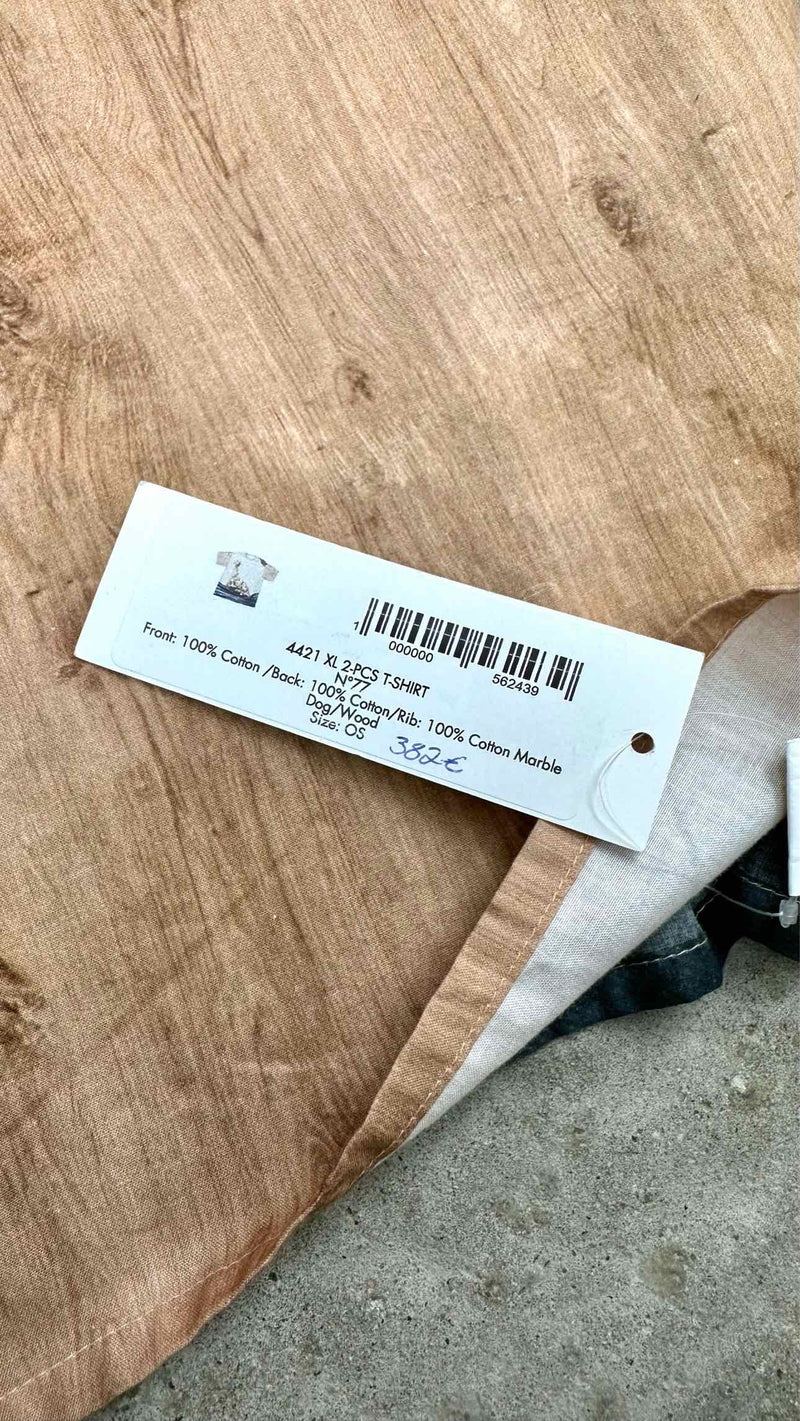 1 000000 562439
4421 XL 2-PCS T-SHIRT
N°77
Front: 100% Cotton /Back: 100% Cotton/Rib: 100% Cotton Marble
Dog/Wood
Size: OS
382€